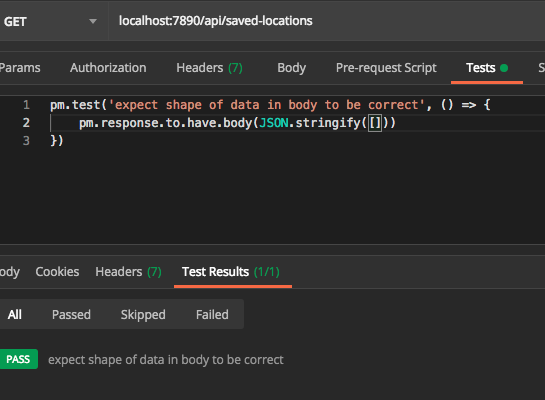 GET localhost:7890/api/saved-locations
Params Authorization Headers (7) Body Pre-request Script Tests S
1 pm.test('expect shape of data in body to be correct', () => {
2 pm.response.to.have.body(JSON.stringify([]))
3 })
ody Cookies Headers (7) Test Results (1/1)
All Passed Skipped Failed
PASS expect shape of data in body to be correct